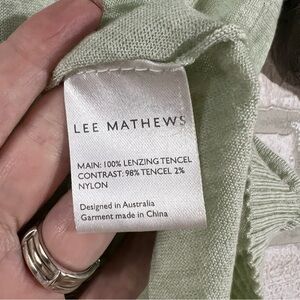 LEE MATHEWS
MAIN: 100% LENZING TENCEL
CONTRAST: 98% TENCEL 2%
NYLON
Designed in Australia
Garment made in China